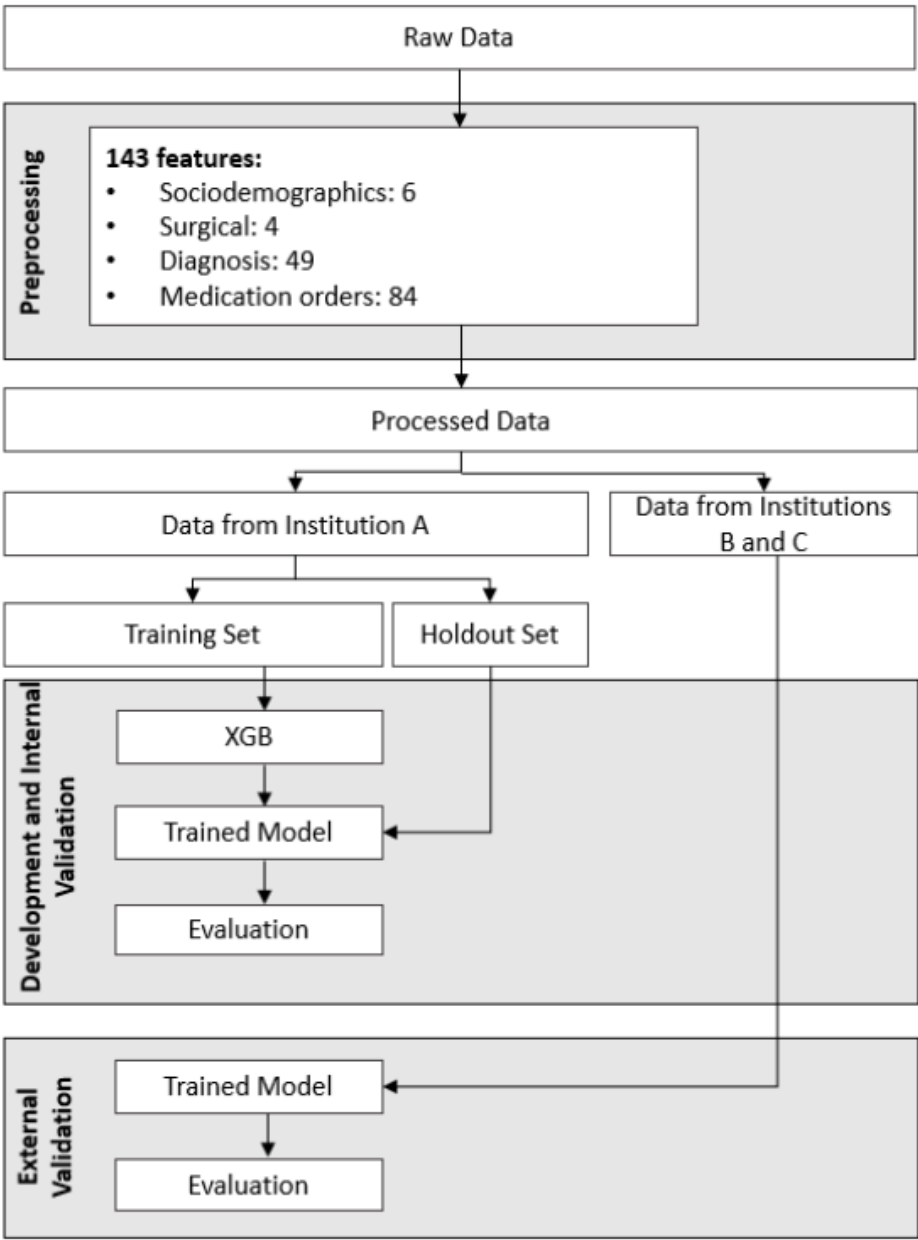 Raw Data
Preprocessing
143 features:
• Sociodemographics: 6
• Surgical: 4
• Diagnosis: 49
• Medication orders: 84
Processed Data
Data from Institution A
Data from Institutions
B and C
Training Set
Holdout Set
Development and Internal
Validation
XGB
Trained Model
Evaluation
External
Validation
Trained Model
Evaluation